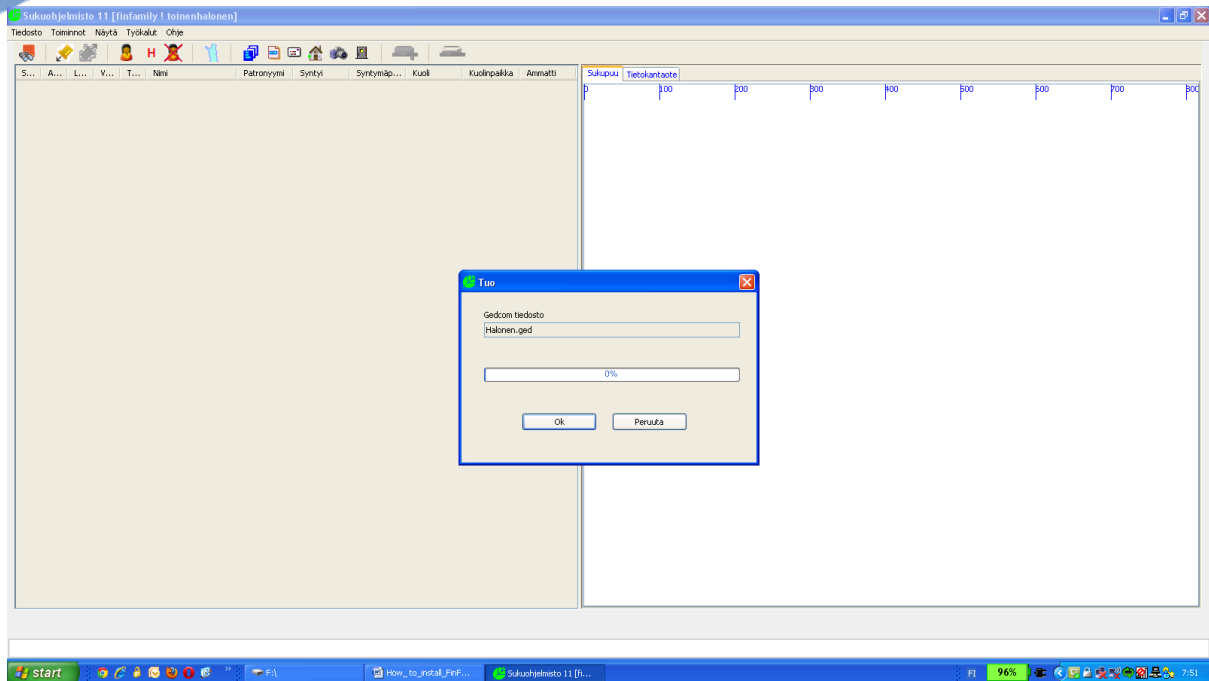 Sukuohjelmisto 11 [finfamily ! toinenhalonen]
Tiedosto Toiminnot Näytä Työkalut Ohje
H
S... A... L... V... T... Nimi Patronyymi Syntyi Syntymäp... Kuoli Kuolinpaikka Ammatti
Sukupuu Tietokantaote
0 100 200 300 400 500 600 700 800
Tuo
Gedcom tiedosto
Halonen.ged
0%
Ok Peruuta
start F:\ How_to_install_FinF... Sukuohjelmisto 11 [fi... FI 96% 7:51